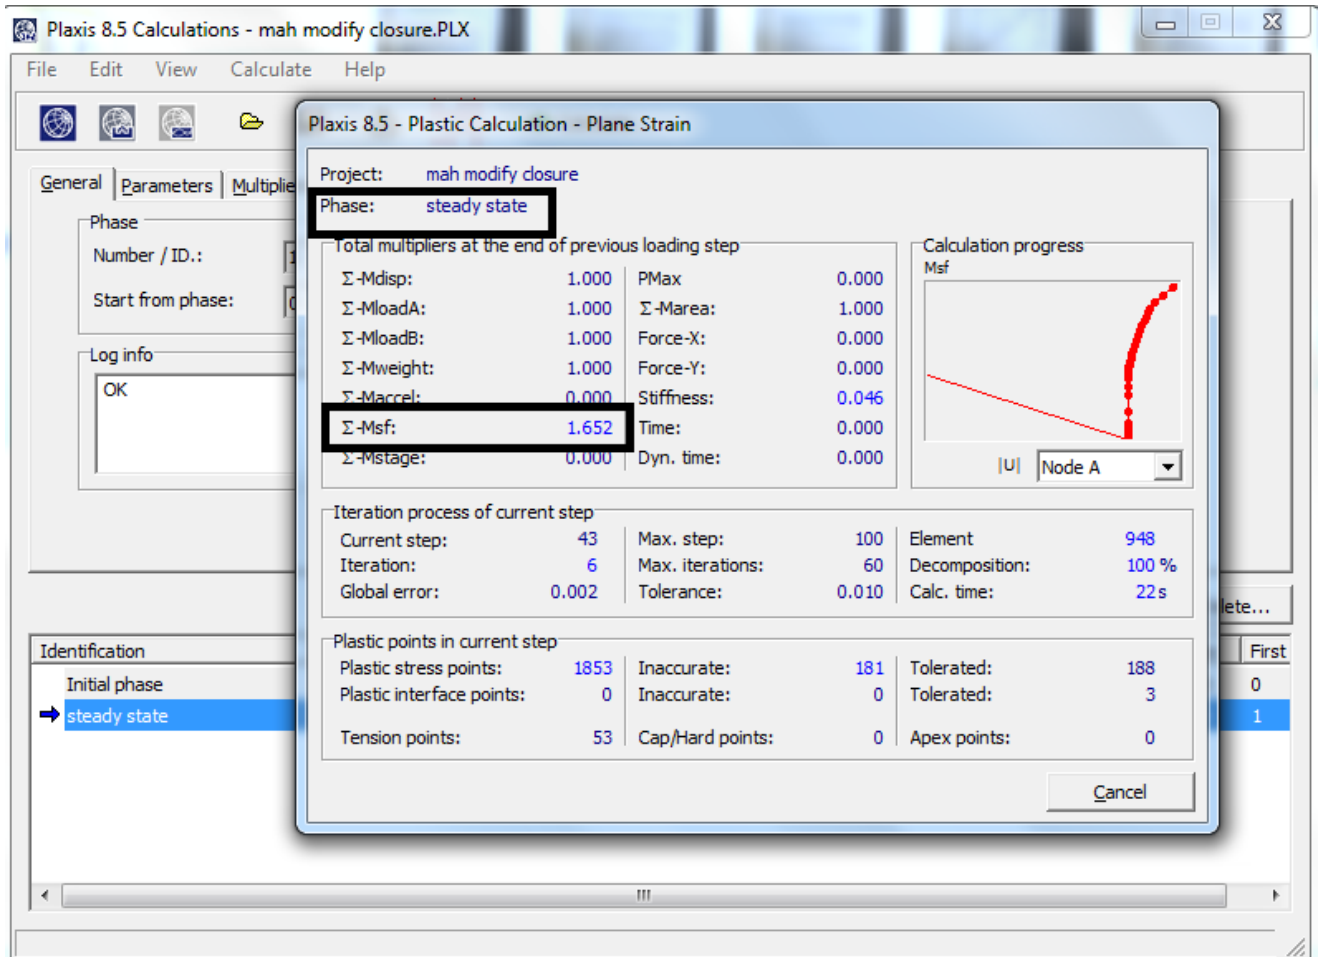 Plaxis 8.5 Calculations - mah modify closure.PLX
File Edit View Calculate Help
Plaxis 8.5 - Plastic Calculation - Plane Strain
Project: mah modify closure
General Parameters
Phase: steady state
Phase
Total multipliers at the end of previous loading step
Calculation progress
Number / ID.:
Msf
Σ-Mdisp: 1.000 PMax 0.000
Start from phase:
Σ-MloadA: 1.000 Σ-Marea: 1.000
Σ-MloadB: 1.000 Force-X: 0.000
Log info
Σ-Mweight: 1.000 Force-Y: 0.000
OK
Σ-Maccel: 0.000 Stiffness: 0.046
Σ-Msf: 1.652 Time: 0.000
Σ-Mstage: 0.000 Dyn. time: 0.000
|U| Node A
Iteration process of current step
Current step: 43 Max. step: 100 Element 948
Iteration: 6 Max. iterations: 60 Decomposition: 100 %
Global error: 0.002 Tolerance: 0.010 Calc. time: 22 s
lete...
Plastic points in current step
Identification First
Plastic stress points: 1853 Inaccurate: 181 Tolerated: 188
Initial phase 0
Plastic interface points: 0 Inaccurate: 0 Tolerated: 3
steady state 1
Tension points: 53 Cap/Hard points: 0 Apex points: 0
Cancel